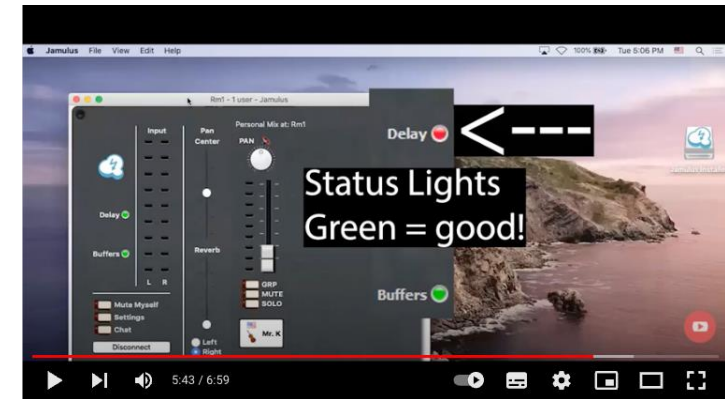 Jamulus File View Edit Help
100% Tue 5:06 PM
Rm1 - 1 user - Jamulus
Input
Pan
Center
Personal Mix at: Rm1
PAN
Delay
Buffers
L R
Reverb
Left
Right
Mute Myself
Settings
Chat
Disconnect
GRP
MUTE
SOLO
Mr. K
Delay <---
Status Lights
Green = good!
Buffers
5:43 / 6:59